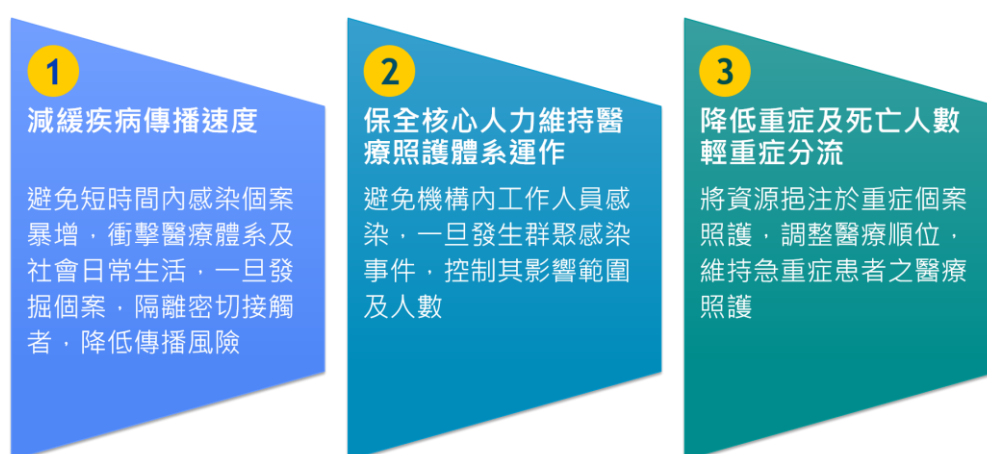 1
減緩疾病傳播速度
避免短時間內感染個案
暴增，衝擊醫療體系及
社會日常生活，一旦發
掘個案，隔離密切接觸
者，降低傳播風險
2
保全核心人力維持醫
療照護體系運作
避免機構內工作人員感
染，一旦發生群聚感染
事件，控制其影響範圍
及人數
3
降低重症及死亡人數
輕重症分流
將資源挹注於重症個案
照護，調整醫療順位，
維持急重症患者之醫療
照護